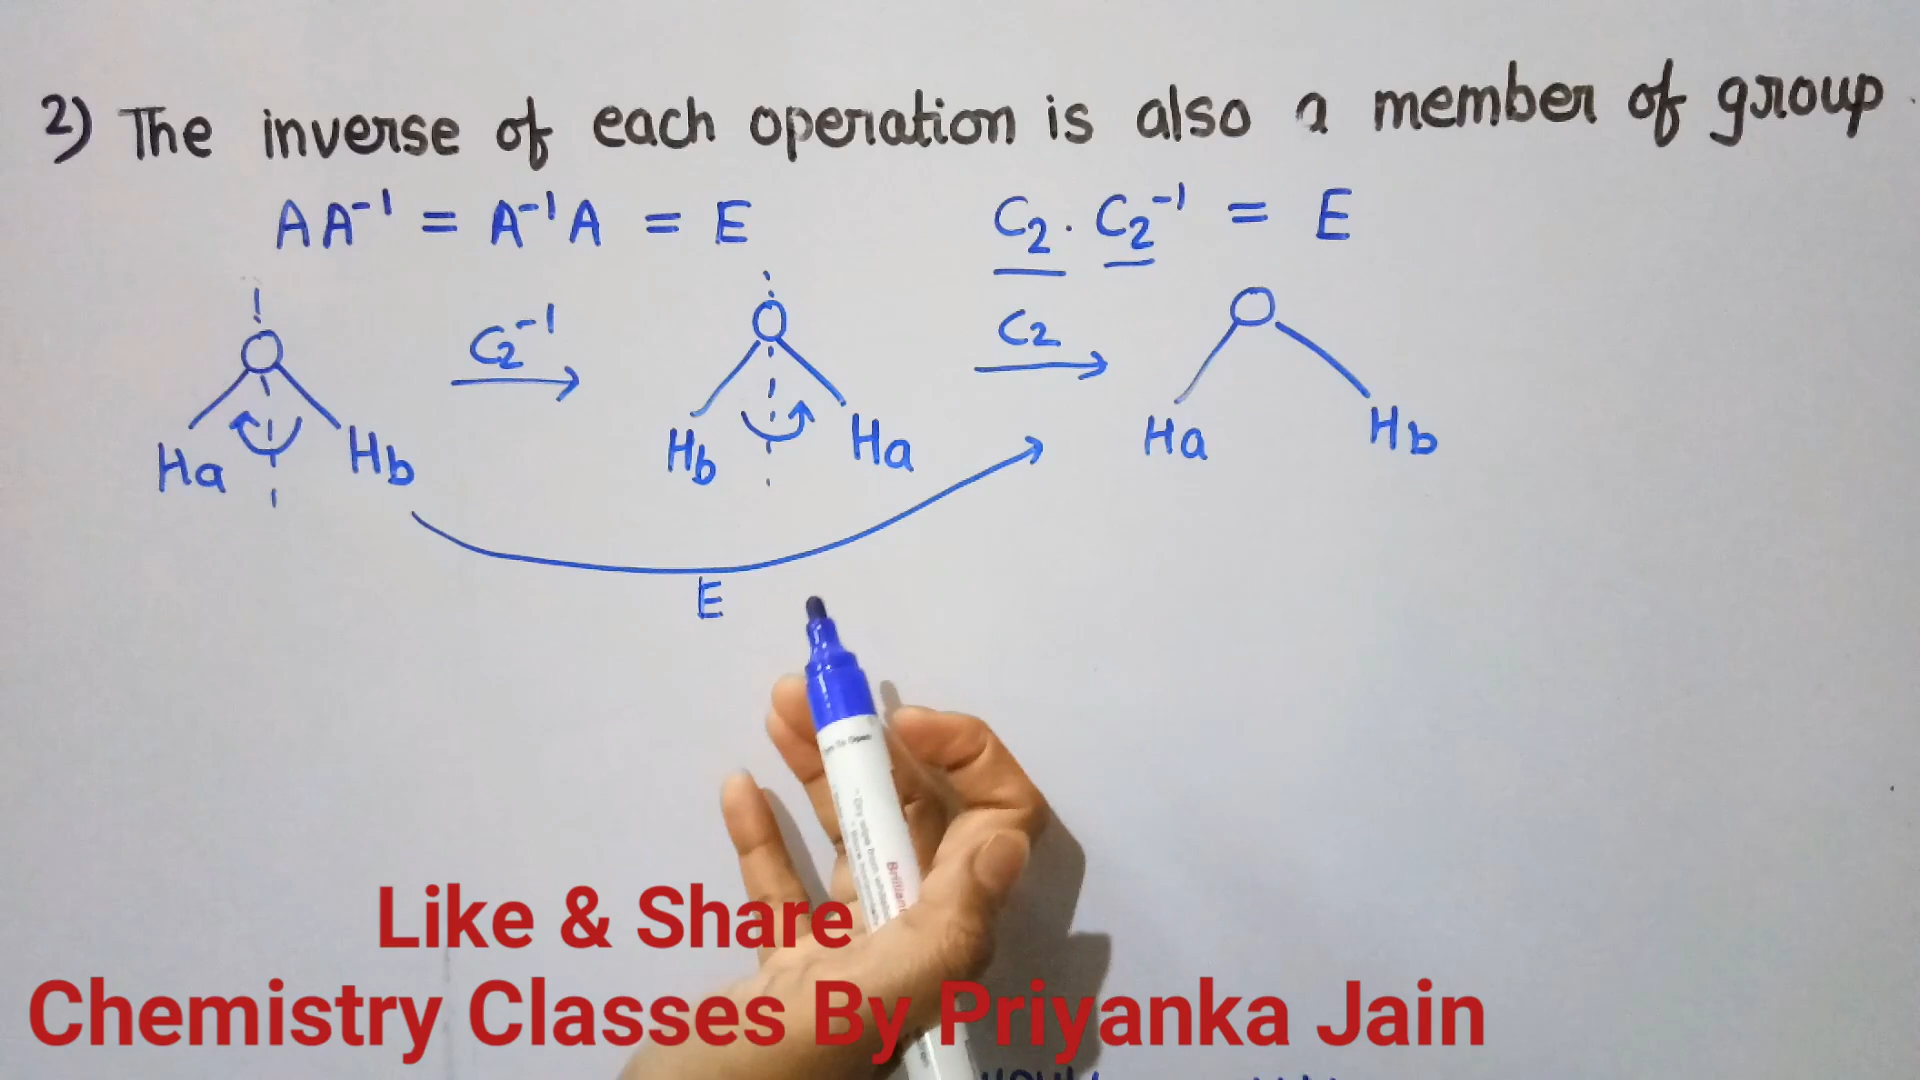 2) The inverse of each operation is also a member of group
AA⁻¹ = A⁻¹A = E
C₂ · C₂⁻¹ = E
O
C₂⁻¹
O
C₂
O
Ha
Hb
Hb
Ha
Ha
Hb
E
Like & Share
Chemistry Classes By Priyanka Jain